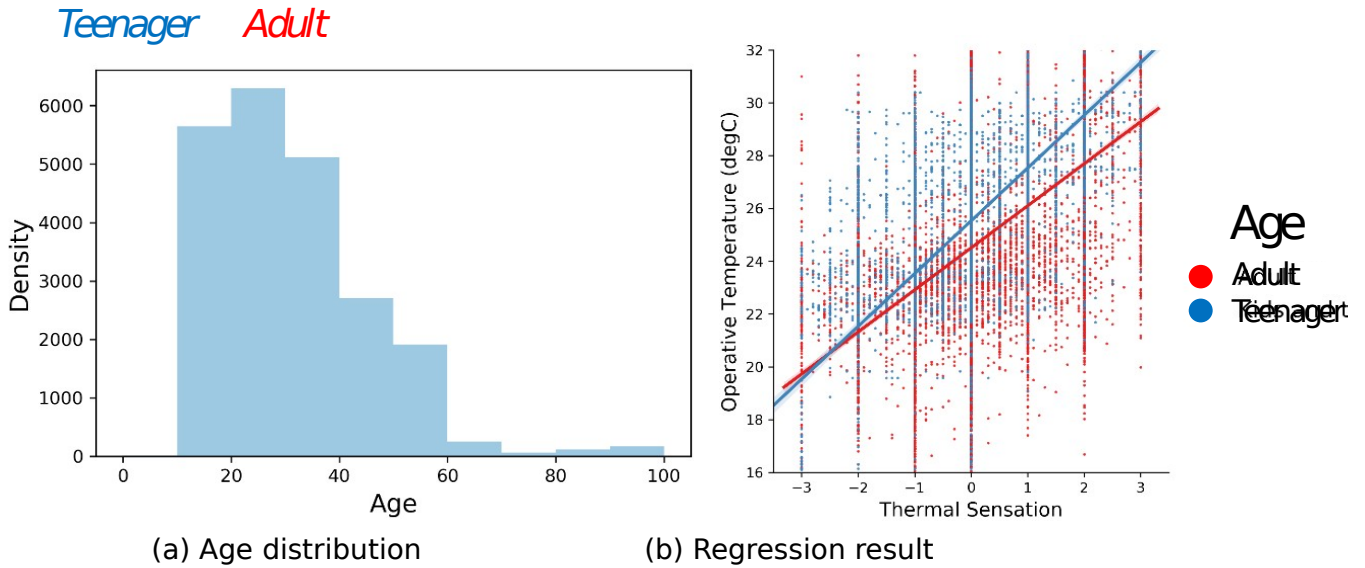 Teenager Adult
6000
5000
4000
3000
2000
1000
0
Density
0 20 40 60 80 100
Age
(a) Age distribution
32
30
28
26
24
22
20
18
16
Operative Temperature (degC)
−3 −2 −1 0 1 2 3
Thermal Sensation
(b) Regression result
Age
Adult
Teenager